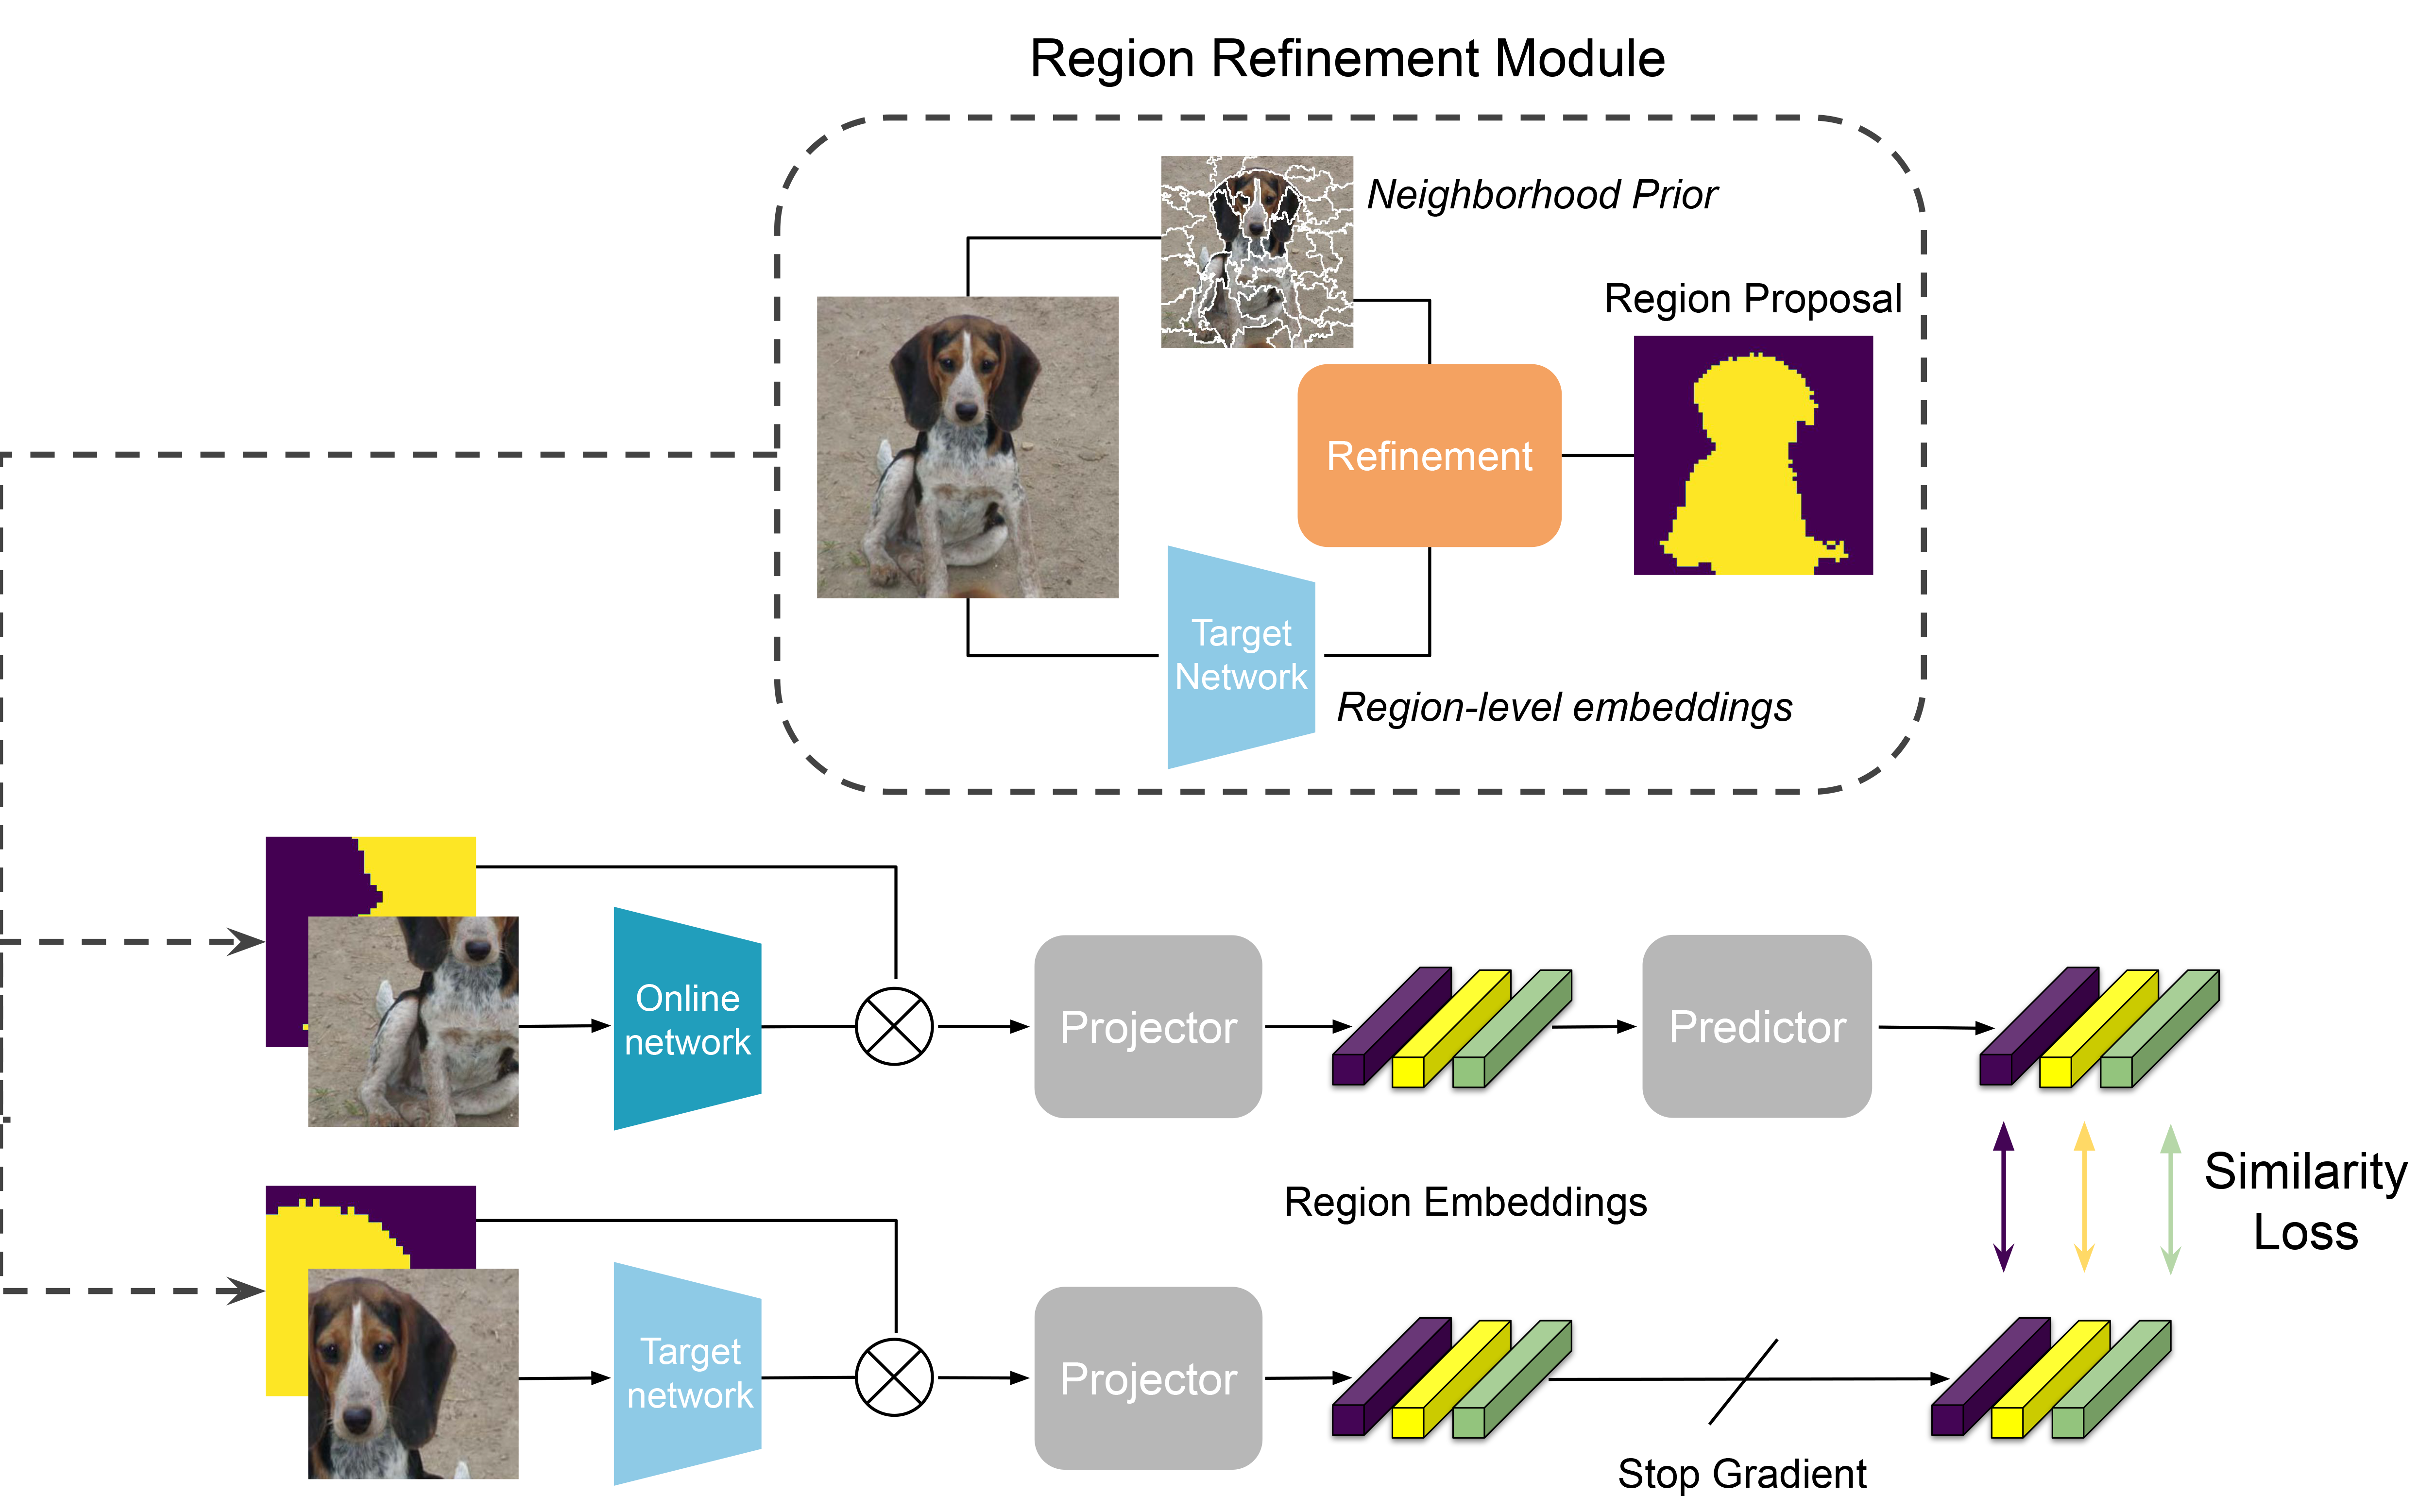 Region Refinement Module
Neighborhood Prior
Region Proposal
Refinement
Target
Network
Region-level embeddings
Online
network
Projector
Predictor
Region Embeddings
Similarity
Loss
Target
network
Projector
Stop Gradient